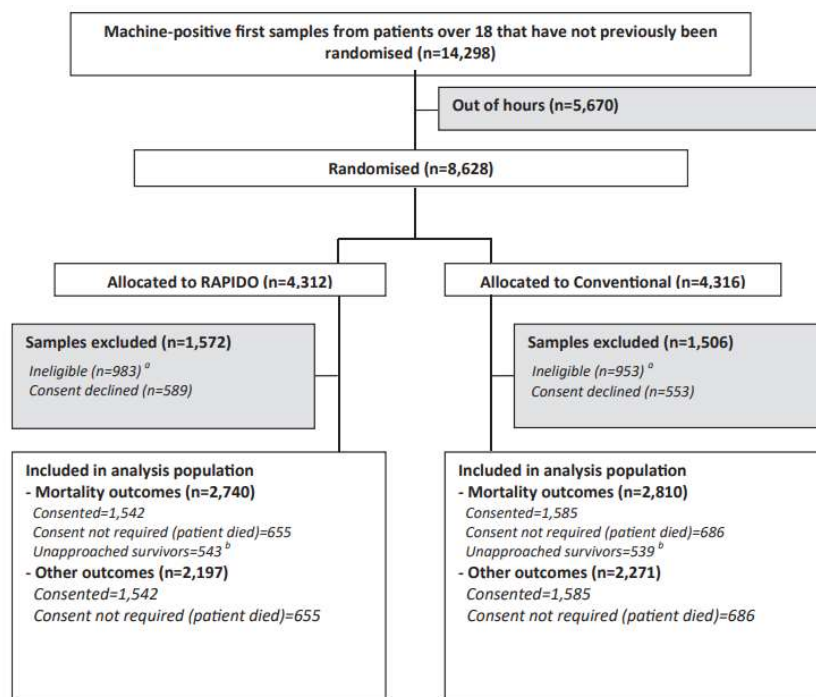 Machine-positive first samples from patients over 18 that have not previously been
randomised (n=14,298)
Out of hours (n=5,670)
Randomised (n=8,628)
Allocated to RAPIDO (n=4,312)
Allocated to Conventional (n=4,316)
Samples excluded (n=1,572)
Ineligible (n=983) a
Consent declined (n=589)
Samples excluded (n=1,506)
Ineligible (n=953) a
Consent declined (n=553)
Included in analysis population
- Mortality outcomes (n=2,740)
Consented=1,542
Consent not required (patient died)=655
Unapproached survivors=543 b
- Other outcomes (n=2,197)
Consented=1,542
Consent not required (patient died)=655
Included in analysis population
- Mortality outcomes (n=2,810)
Consented=1,585
Consent not required (patient died)=686
Unapproached survivors=539 b
- Other outcomes (n=2,271)
Consented=1,585
Consent not required (patient died)=686